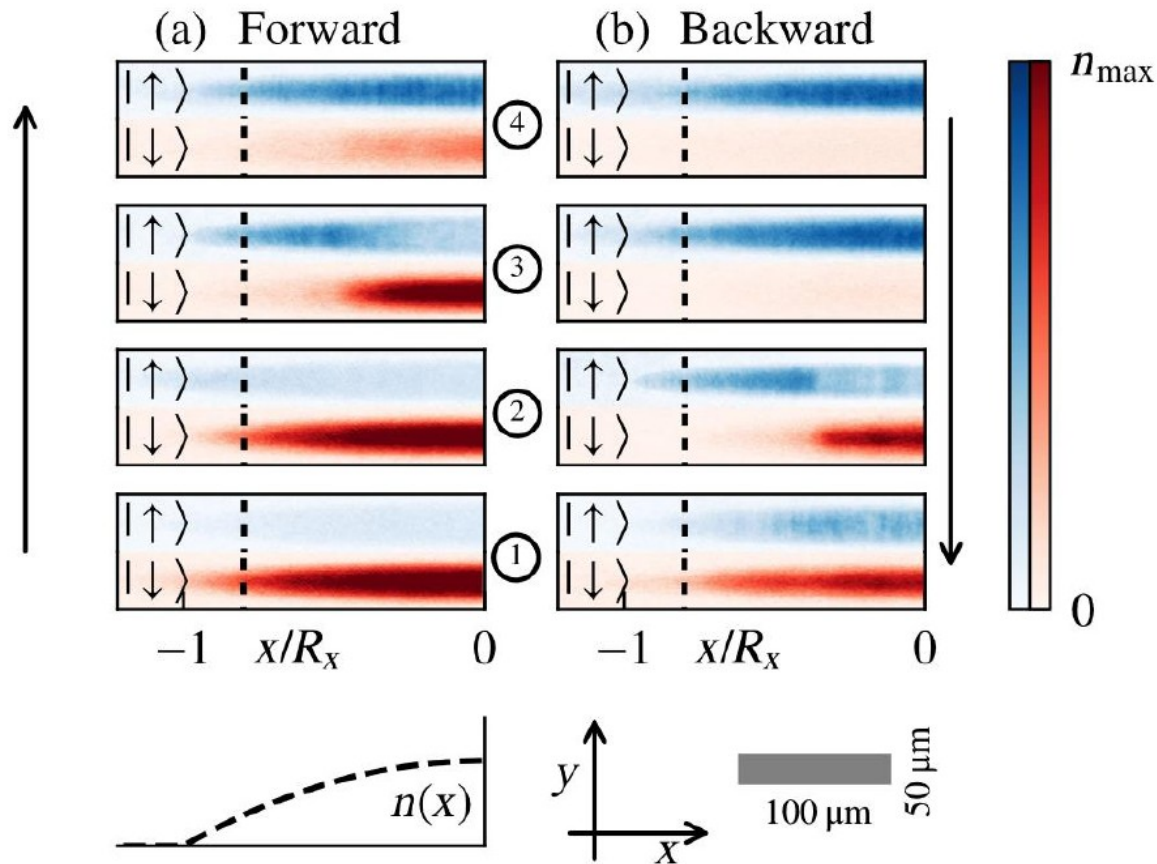 (a) Forward (b) Backward
|↑⟩ |↑⟩ n_max
|↓⟩ ④ |↓⟩
|↑⟩ |↑⟩
|↓⟩ ③ |↓⟩
|↑⟩ |↑⟩
|↓⟩ ② |↓⟩
|↑⟩ |↑⟩
|↓⟩ ① |↓⟩ 0
−1 x/R_x 0 −1 x/R_x 0
n(x) y x 100 μm 50 μm